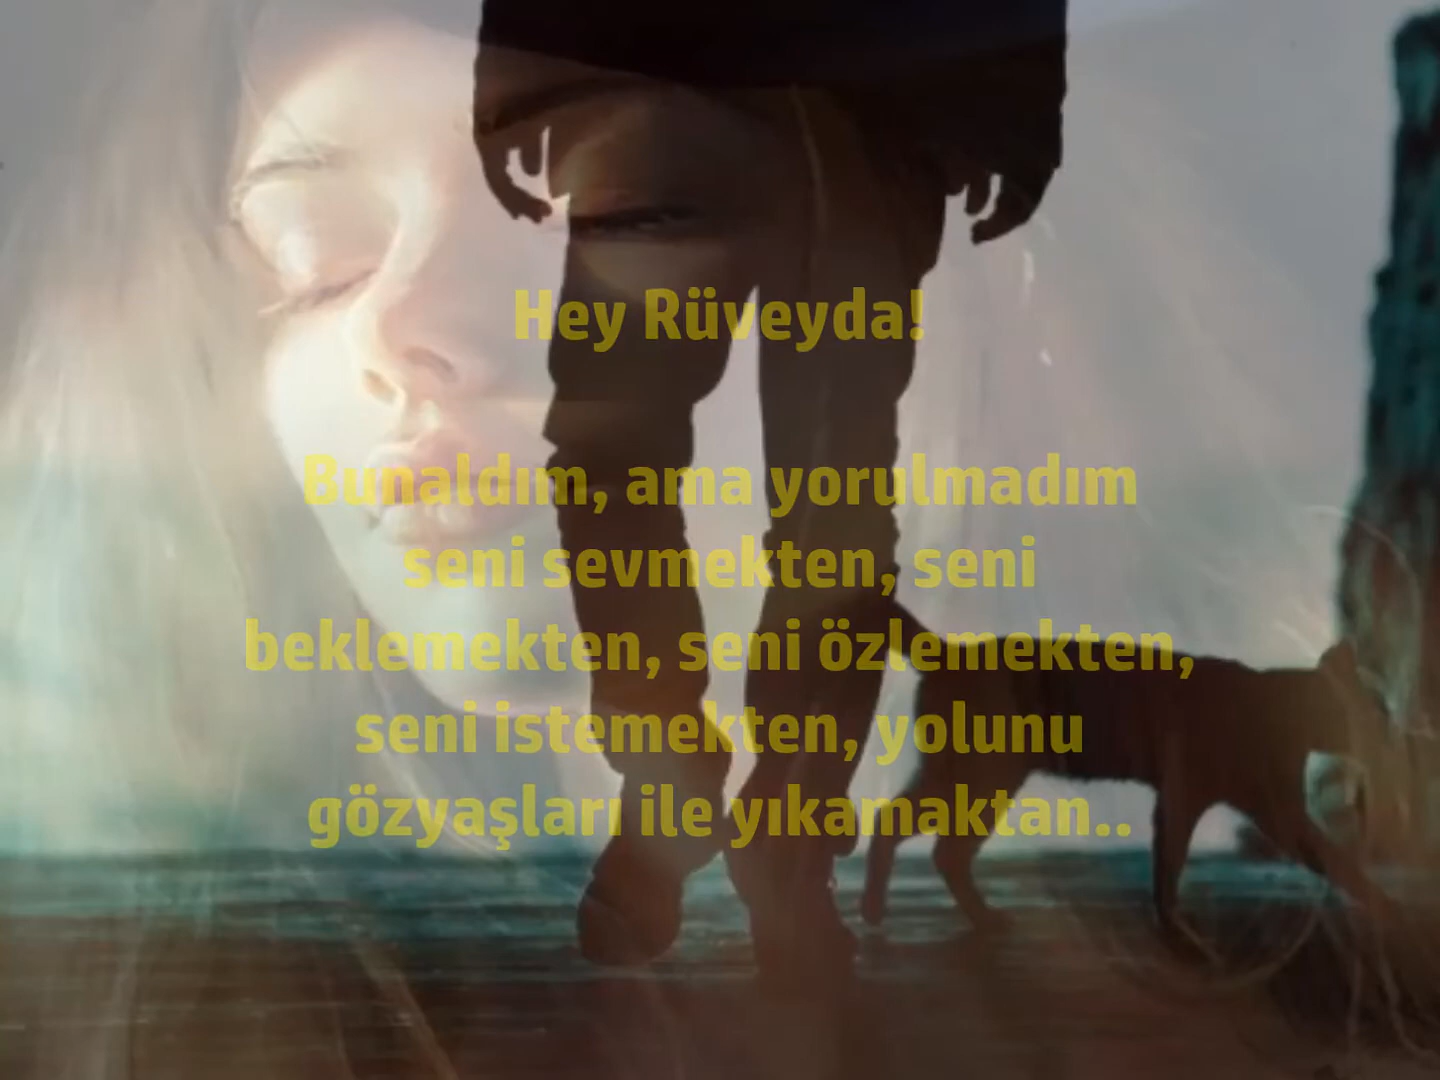 Hey Rüveyda!
Bunaldım, ama yorulmadım
seni sevmekten, seni
beklemekten, seni özlemekten,
seni istemekten, yolunu
gözyaşları ile yıkamaktan..